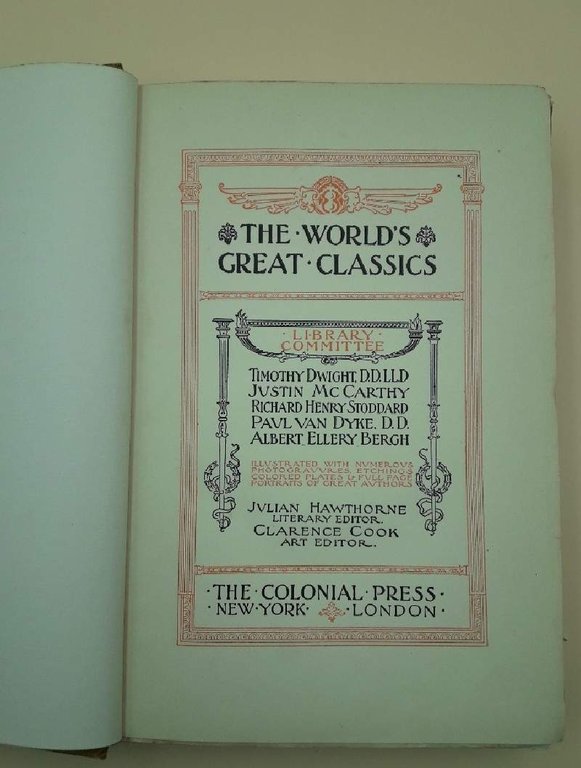 THE · WORLD'S
GREAT · CLASSICS
· LIBRARY ·
COMMITTEE
TIMOTHY DWIGHT, D.D.LL.D
JUSTIN MC CARTHY
RICHARD HENRY STODDARD
PAUL VAN DYKE, D.D.
ALBERT ELLERY BERGH
ILLUSTRATED WITH NUMEROUS
PHOTOGRAVURES, ETCHINGS
COLORED PLATES & FULL PAGE
PORTRAITS OF GREAT AUTHORS
JULIAN HAWTHORNE
LITERARY EDITOR.
CLARENCE COOK
ART EDITOR.
· THE · COLONIAL · PRESS ·
· NEW · YORK · LONDON ·